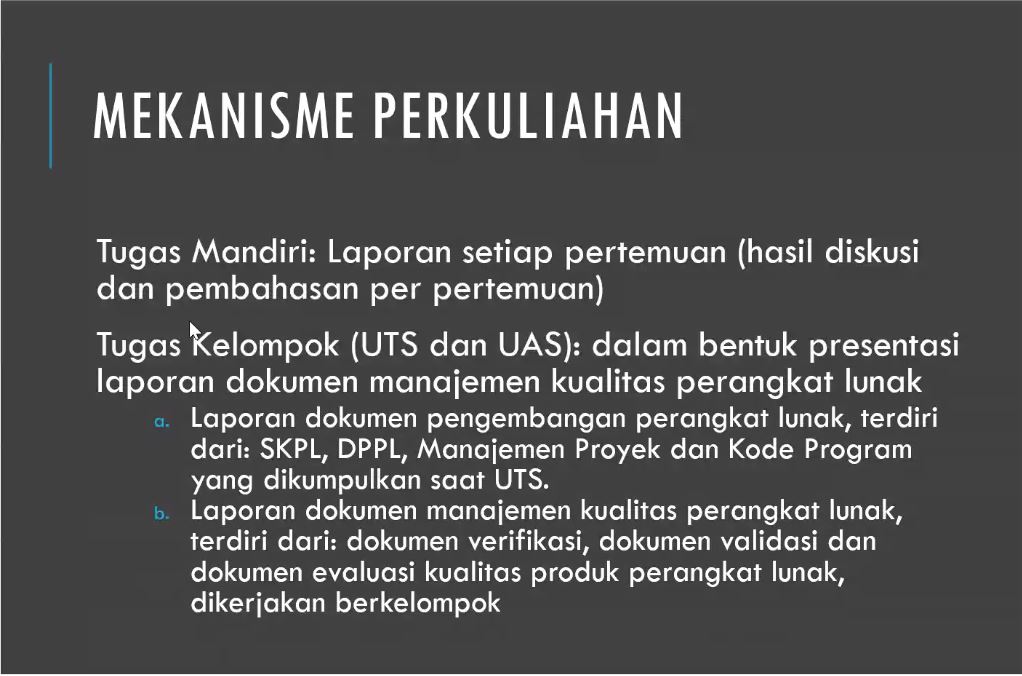 MEKANISME PERKULIAHAN
Tugas Mandiri: Laporan setiap pertemuan (hasil diskusi
dan pembahasan per pertemuan)
Tugas Kelompok (UTS dan UAS): dalam bentuk presentasi
laporan dokumen manajemen kualitas perangkat lunak
a. Laporan dokumen pengembangan perangkat lunak, terdiri
dari: SKPL, DPPL, Manajemen Proyek dan Kode Program
yang dikumpulkan saat UTS.
b. Laporan dokumen manajemen kualitas perangkat lunak,
terdiri dari: dokumen verifikasi, dokumen validasi dan
dokumen evaluasi kualitas produk perangkat lunak,
dikerjakan berkelompok